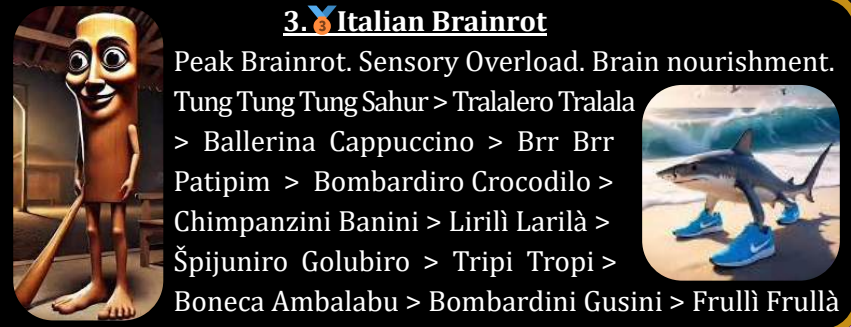 3.🥉Italian Brainrot
Peak Brainrot. Sensory Overload. Brain nourishment.
Tung Tung Tung Sahur > Tralalero Tralala
> Ballerina Cappuccino > Brr Brr
Patipim > Bombardiro Crocodilo >
Chimpanzini Banini > Lirilì Larilà >
Špijuniro Golubiro > Tripi Tropi >
Boneca Ambalabu > Bombardini Gusini > Frullì Frullà